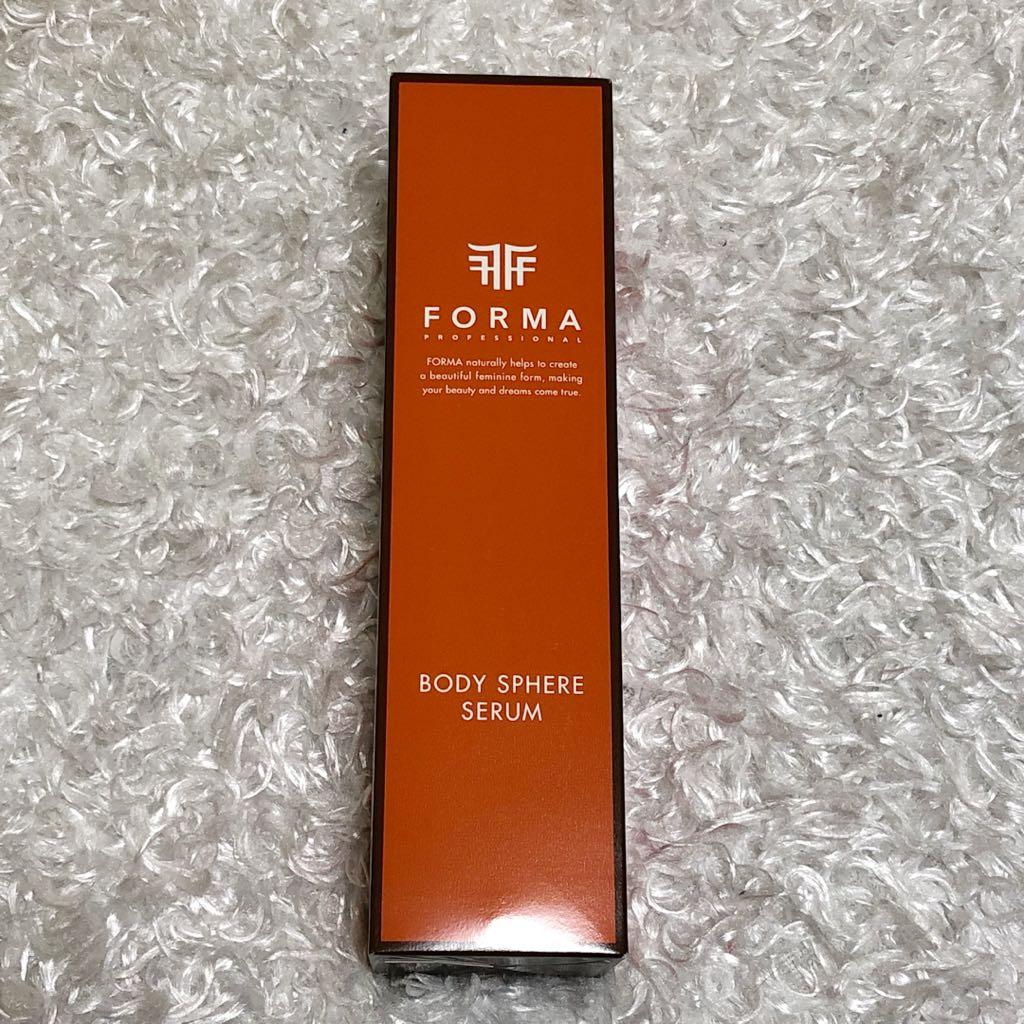 FORMA
PROFESSIONAL
FORMA naturally helps to create
a beautiful feminine form, making
your beauty and dreams come true.
BODY SPHERE
SERUM